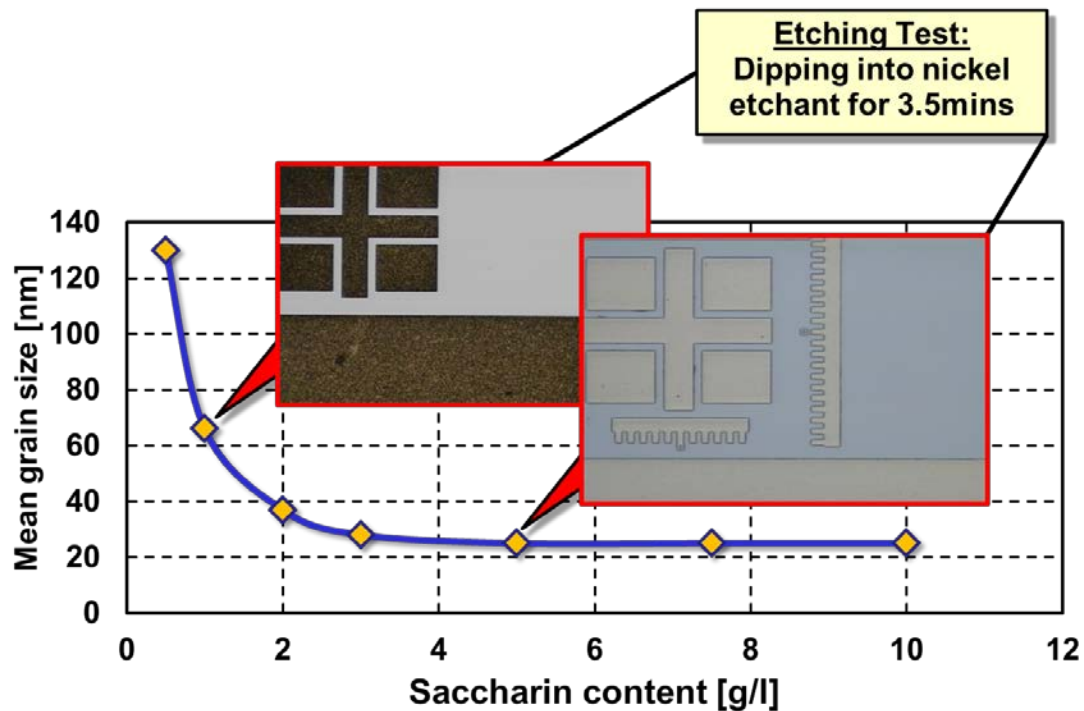 Etching Test:
Dipping into nickel
etchant for 3.5mins
Mean grain size [nm]
140
120
100
80
60
40
20
0
0 2 4 6 8 10 12
Saccharin content [g/l]